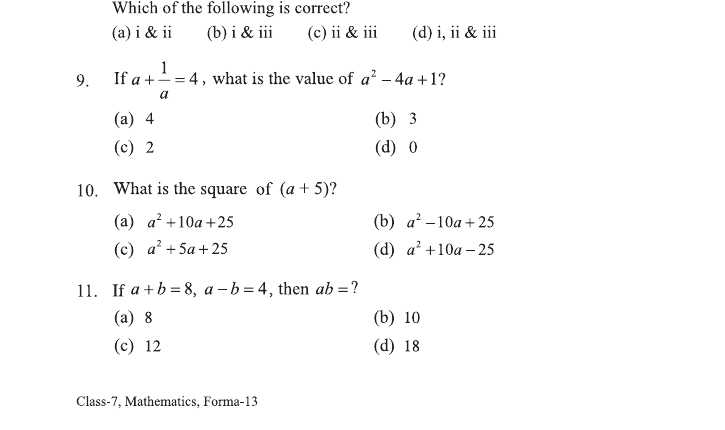 Which of the following is correct?
(a) i & ii (b) i & iii (c) ii & iii (d) i, ii & iii
9. If a + 1/a = 4, what is the value of a² – 4a + 1?
(a) 4 (b) 3
(c) 2 (d) 0
10. What is the square of (a + 5)?
(a) a² + 10a + 25 (b) a² – 10a + 25
(c) a² + 5a + 25 (d) a² + 10a – 25
11. If a + b = 8, a – b = 4, then ab = ?
(a) 8 (b) 10
(c) 12 (d) 18
Class-7, Mathematics, Forma-13